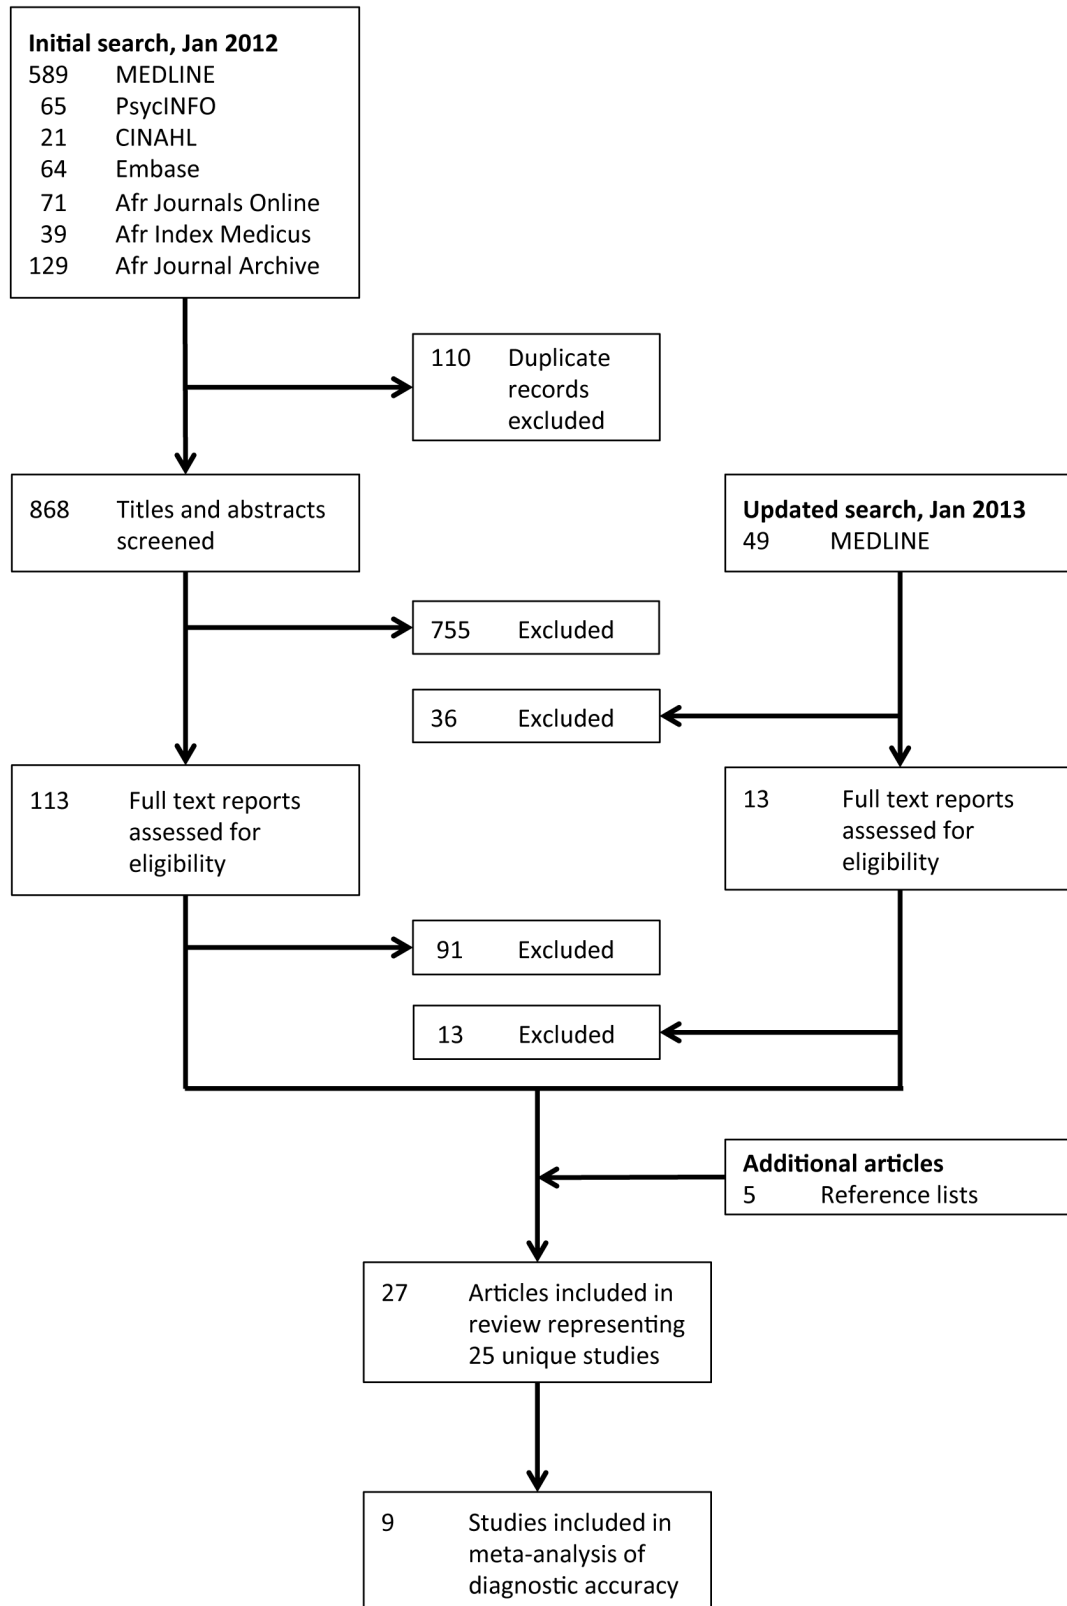 Initial search, Jan 2012
589 MEDLINE
65 PsycINFO
21 CINAHL
64 Embase
71 Afr Journals Online
39 Afr Index Medicus
129 Afr Journal Archive
110 Duplicate
records
excluded
868 Titles and abstracts
screened
Updated search, Jan 2013
49 MEDLINE
755 Excluded
36 Excluded
113 Full text reports
assessed for
eligibility
13 Full text reports
assessed for
eligibility
91 Excluded
13 Excluded
Additional articles
5 Reference lists
27 Articles included in
review representing
25 unique studies
9 Studies included in
meta-analysis of
diagnostic accuracy